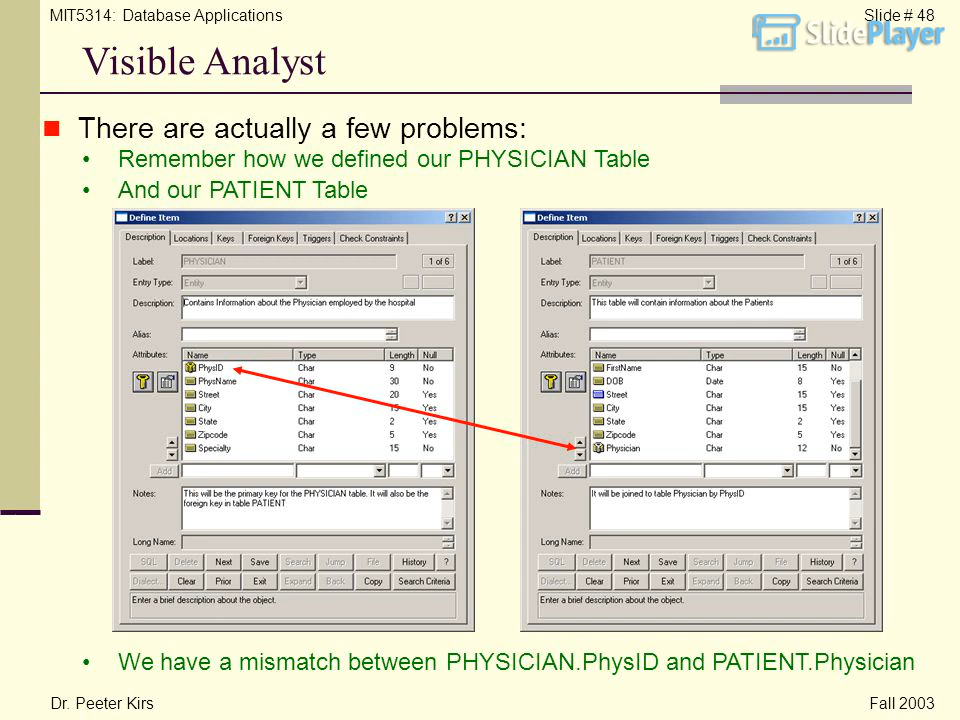 MIT5314: Database Applications Slide # 48
SlidePlayer
Visible Analyst
There are actually a few problems:
• Remember how we defined our PHYSICIAN Table
• And our PATIENT Table
Define Item
Description Locations Keys Foreign Keys Triggers Check Constraints
Label: PHYSICIAN 1 of 6
Entry Type: Entity
Description: Contains Information about the Physician employed by the hospital
Alias:
Attributes: Name Type Length Null
PhysID Char 9 No
PhysName Char 30 No
Street Char 20 Yes
City Char 15 Yes
State Char 2 Yes
Zipcode Char 5 Yes
Specialty Char 15 No
Add
Notes: This will be the primary key for the PHYSICIAN table. It will also be the
foreign key in table PATIENT
Long Name:
SQL Delete Next Save Search Jump File History ?
Dialect... Clear Prior Exit Expand Back Copy Search Criteria
Enter a brief description about the object.
Define Item
Description Locations Keys Foreign Keys Triggers Check Constraints
Label: PATIENT 1 of 6
Entry Type: Entity
Description: This table will contain information about the Patients
Alias:
Attributes: Name Type Length Null
FirstName Char 15 No
DOB Date 8 Yes
Street Char 15 Yes
City Char 15 Yes
State Char 2 Yes
Zipcode Char 5 Yes
Physician Char 12 No
Add
Notes: It will be joined to table Physician by PhysID
Long Name:
SQL Delete Next Save Search Jump File History ?
Dialect... Clear Prior Exit Expand Back Copy Search Criteria
Enter a brief description about the object.
• We have a mismatch between PHYSICIAN.PhysID and PATIENT.Physician
Dr. Peeter Kirs Fall 2003